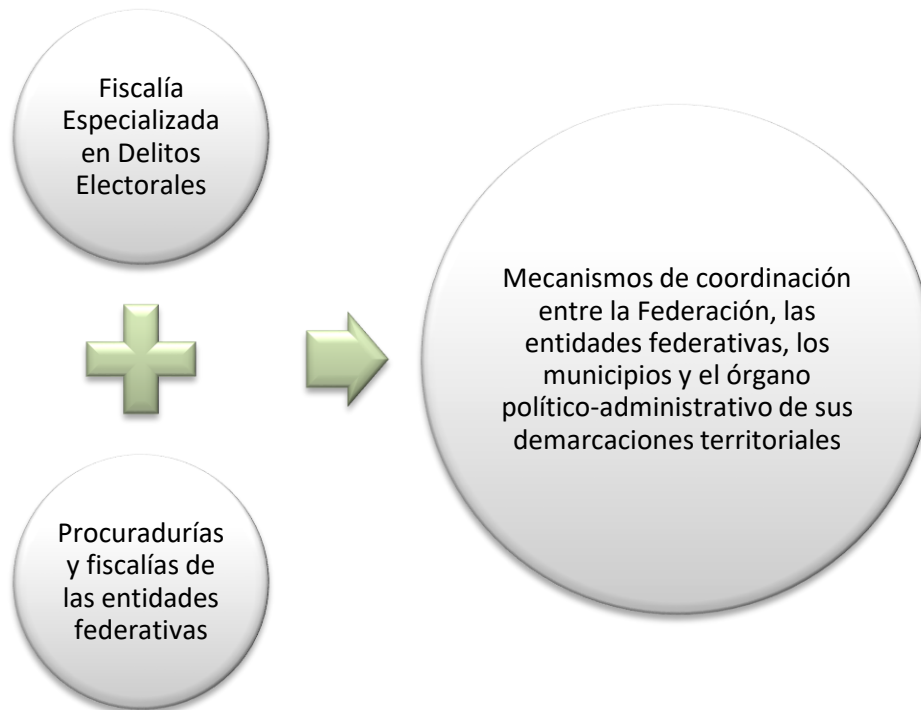 Fiscalía
Especializada
en Delitos
Electorales
Procuradurías
y fiscalías de
las entidades
federativas
Mecanismos de coordinación
entre la Federación, las
entidades federativas, los
municipios y el órgano
político-administrativo de sus
demarcaciones territoriales